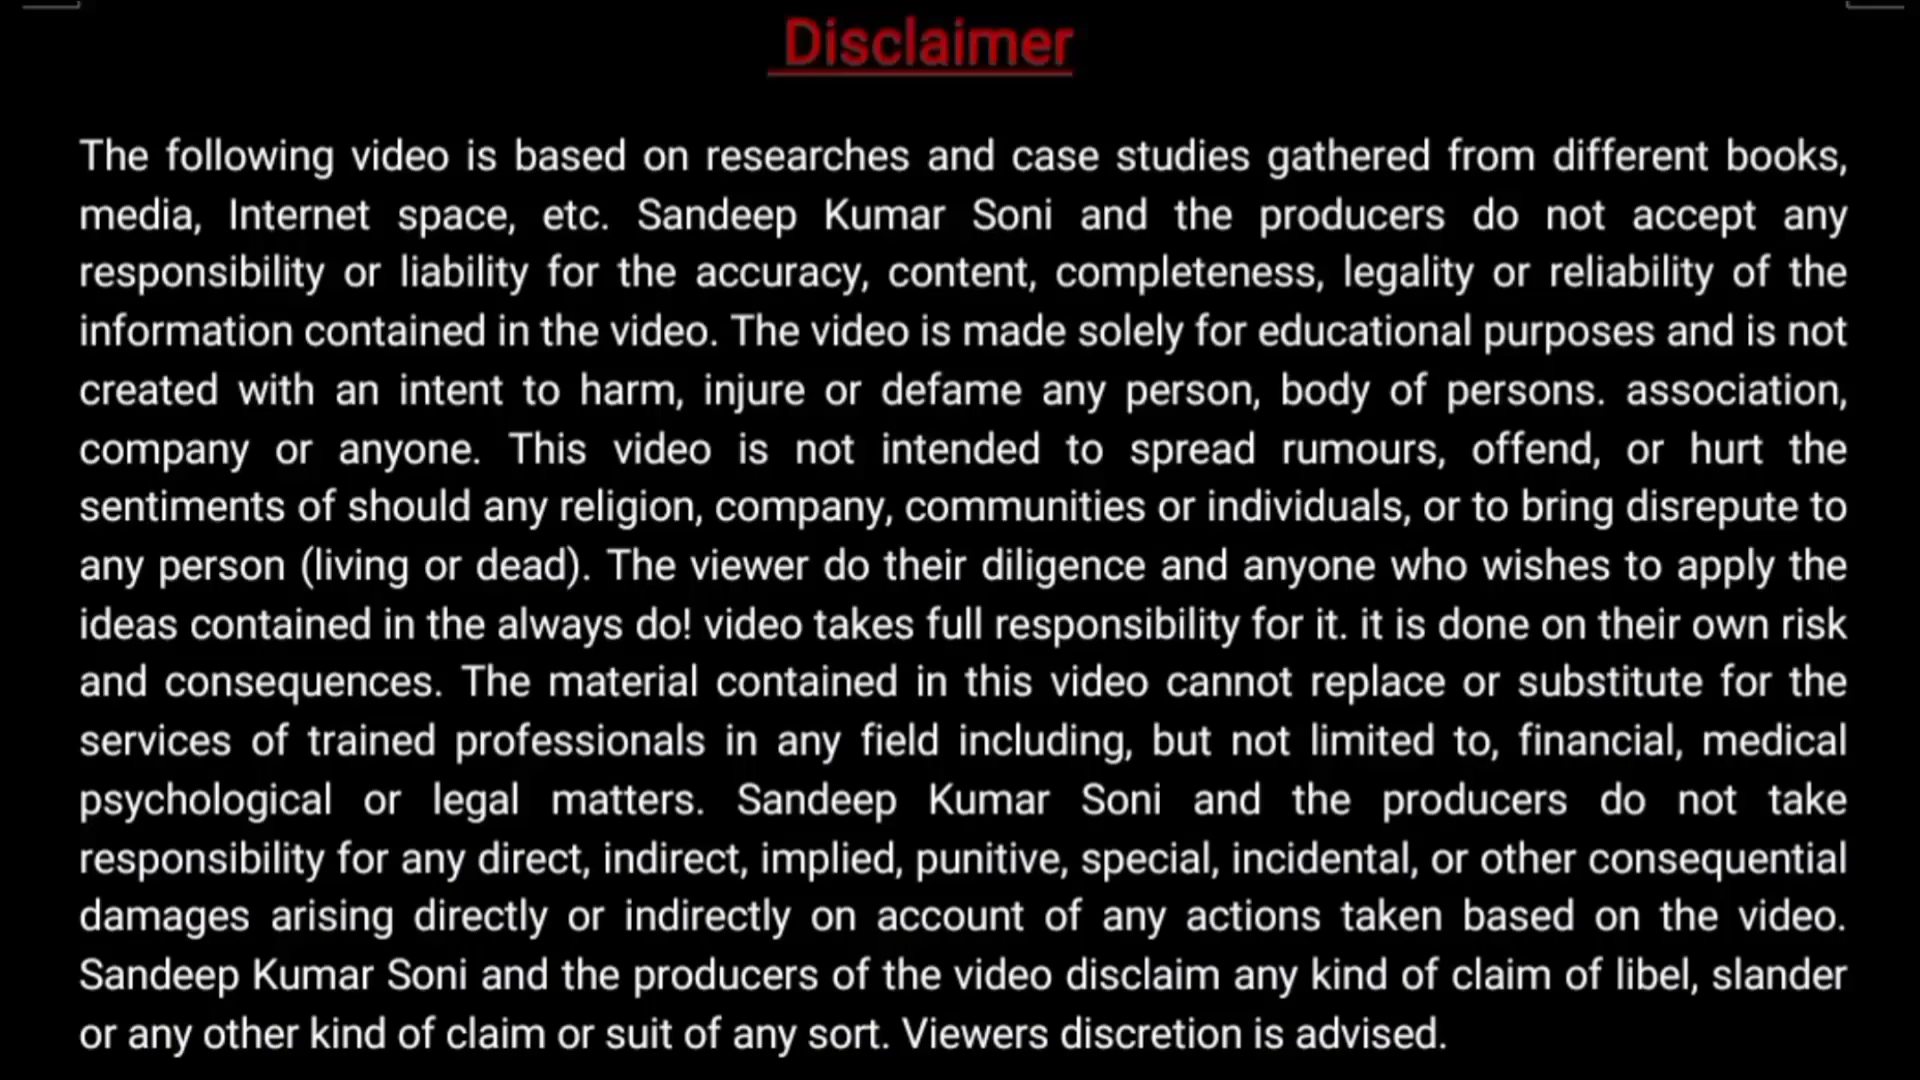 Disclaimer
The following video is based on researches and case studies gathered from different books,
media, Internet space, etc. Sandeep Kumar Soni and the producers do not accept any
responsibility or liability for the accuracy, content, completeness, legality or reliability of the
information contained in the video. The video is made solely for educational purposes and is not
created with an intent to harm, injure or defame any person, body of persons. association,
company or anyone. This video is not intended to spread rumours, offend, or hurt the
sentiments of should any religion, company, communities or individuals, or to bring disrepute to
any person (living or dead). The viewer do their diligence and anyone who wishes to apply the
ideas contained in the always do! video takes full responsibility for it. it is done on their own risk
and consequences. The material contained in this video cannot replace or substitute for the
services of trained professionals in any field including, but not limited to, financial, medical
psychological or legal matters. Sandeep Kumar Soni and the producers do not take
responsibility for any direct, indirect, implied, punitive, special, incidental, or other consequential
damages arising directly or indirectly on account of any actions taken based on the video.
Sandeep Kumar Soni and the producers of the video disclaim any kind of claim of libel, slander
or any other kind of claim or suit of any sort. Viewers discretion is advised.